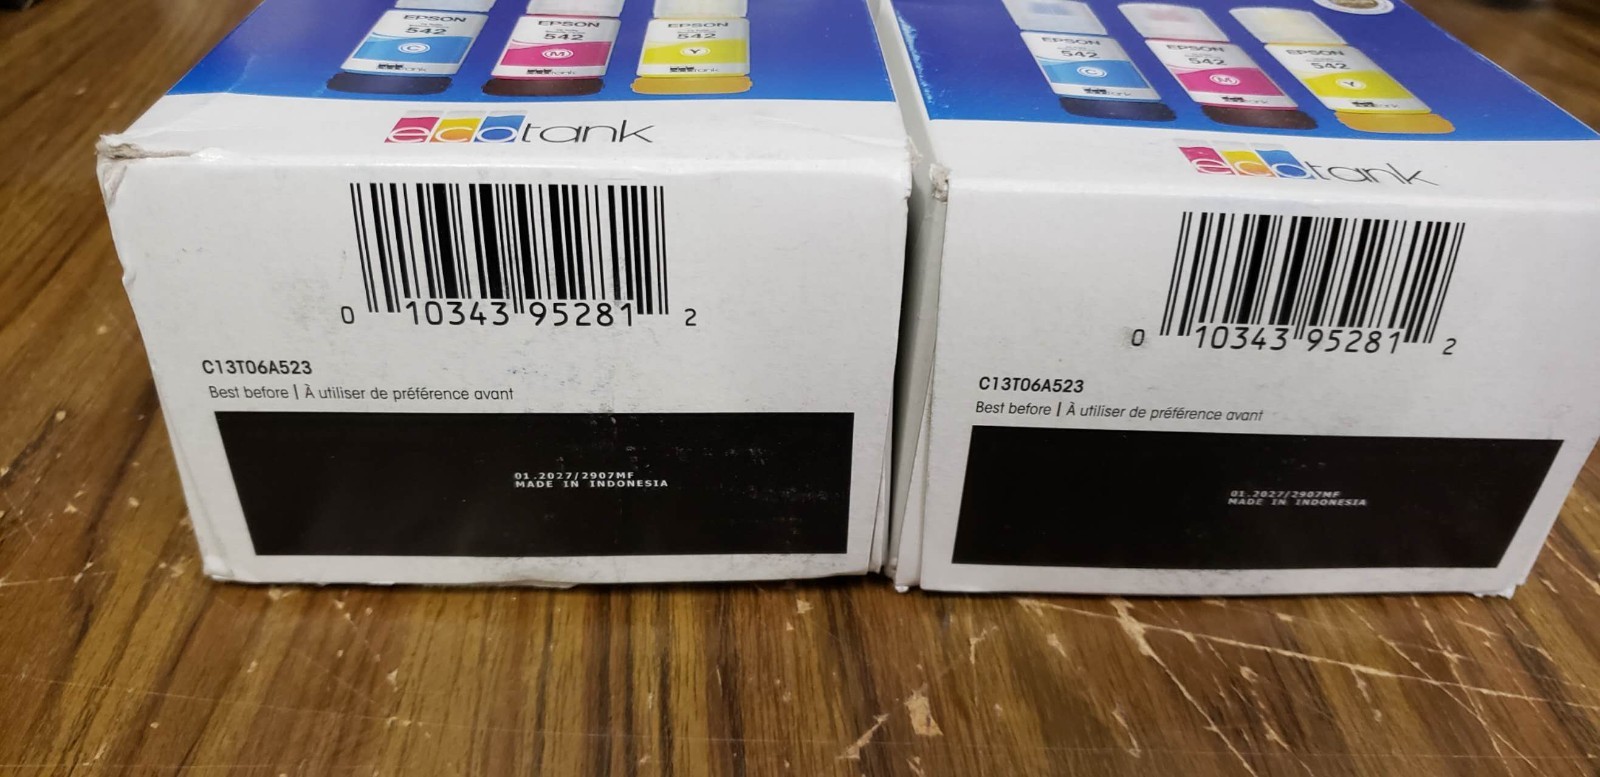 EPSON
542
C
EPSON
542
M
EPSON
542
Y
ecotank
0 10343 95281 2
C13T06A523
Best before | À utiliser de préférence avant
01.2027/2907MF
MADE IN INDONESIA
EPSON
542
C
EPSON
542
M
EPSON
542
Y
ecotank
0 10343 95281 2
C13T06A523
Best before | À utiliser de préférence avant
01.2027/2907MF
MADE IN INDONESIA